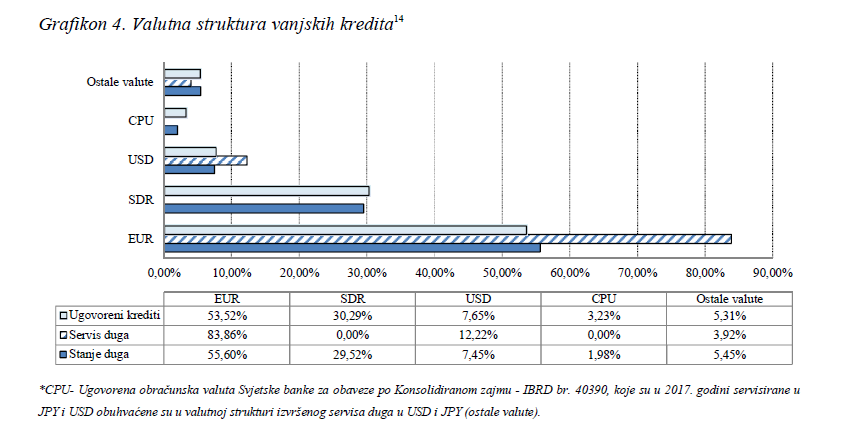 Grafikon 4. Valutna struktura vanjskih kredita14
Ostale valute
CPU
USD
SDR
EUR
0,00% 10,00% 20,00% 30,00% 40,00% 50,00% 60,00% 70,00% 80,00% 90,00%
EUR SDR USD CPU Ostale valute
Ugovoreni krediti 53,52% 30,29% 7,65% 3,23% 5,31%
Servis duga 83,86% 0,00% 12,22% 0,00% 3,92%
Stanje duga 55,60% 29,52% 7,45% 1,98% 5,45%
*CPU- Ugovorena obračunska valuta Svjetske banke za obaveze po Konsolidiranom zajmu - IBRD br. 40390, koje su u 2017. godini servisirane u
JPY i USD obuhvaćene su u valutnoj strukturi izvršenog servisa duga u USD i JPY (ostale valute).